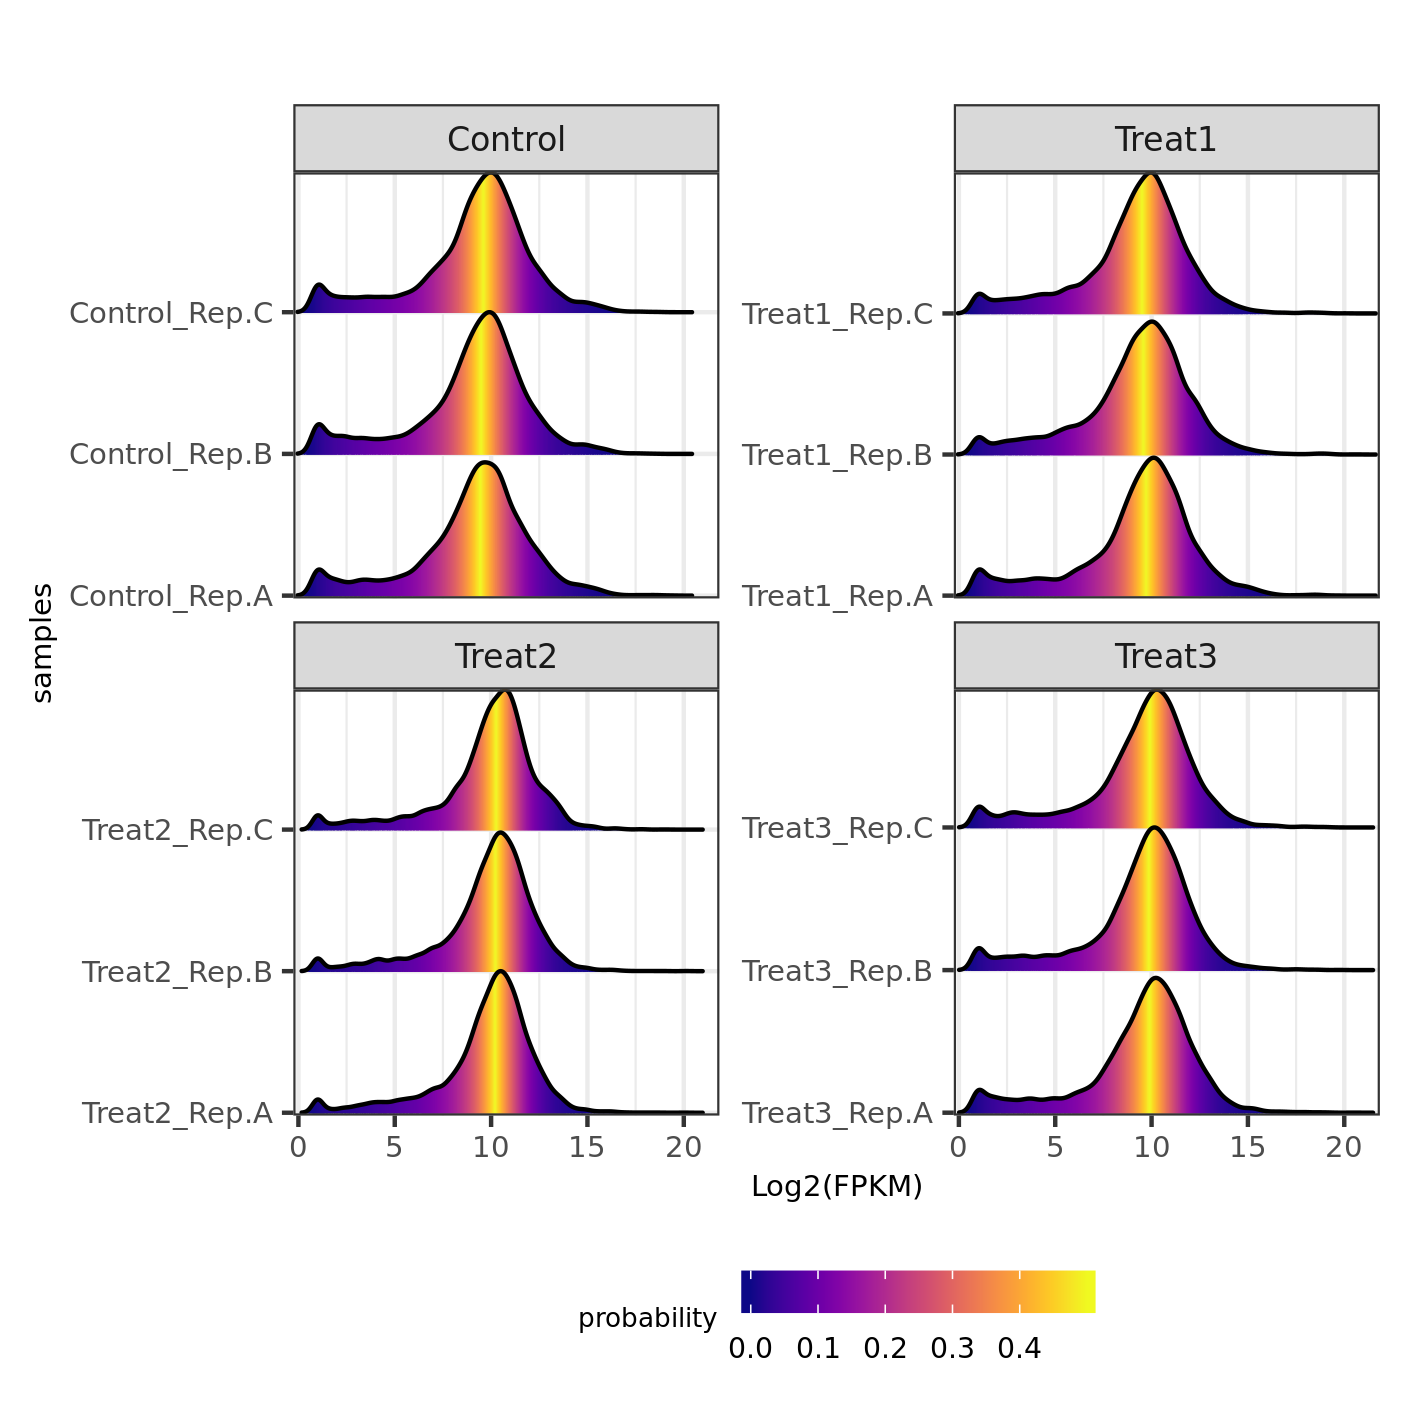 Control
Treat1
Control_Rep.C
Control_Rep.B
Control_Rep.A
Treat1_Rep.C
Treat1_Rep.B
Treat1_Rep.A
samples
Treat2
Treat3
Treat2_Rep.C
Treat2_Rep.B
Treat2_Rep.A
Treat3_Rep.C
Treat3_Rep.B
Treat3_Rep.A
0 5 10 15 20
0 5 10 15 20
Log2(FPKM)
probability
0.0 0.1 0.2 0.3 0.4